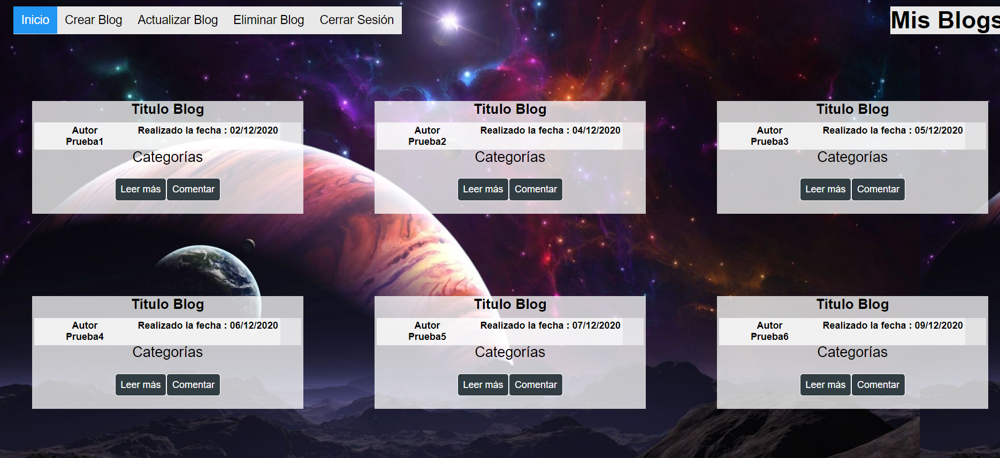 Inicio Crear Blog Actualizar Blog Eliminar Blog Cerrar Sesión
Mis Blogs
Titulo Blog
Autor Realizado la fecha : 02/12/2020
Prueba1
Categorías
Leer más Comentar
Titulo Blog
Autor Realizado la fecha : 04/12/2020
Prueba2
Categorías
Leer más Comentar
Titulo Blog
Autor Realizado la fecha : 05/12/2020
Prueba3
Categorías
Leer más Comentar
Titulo Blog
Autor Realizado la fecha : 06/12/2020
Prueba4
Categorías
Leer más Comentar
Titulo Blog
Autor Realizado la fecha : 07/12/2020
Prueba5
Categorías
Leer más Comentar
Titulo Blog
Autor Realizado la fecha : 09/12/2020
Prueba6
Categorías
Leer más Comentar